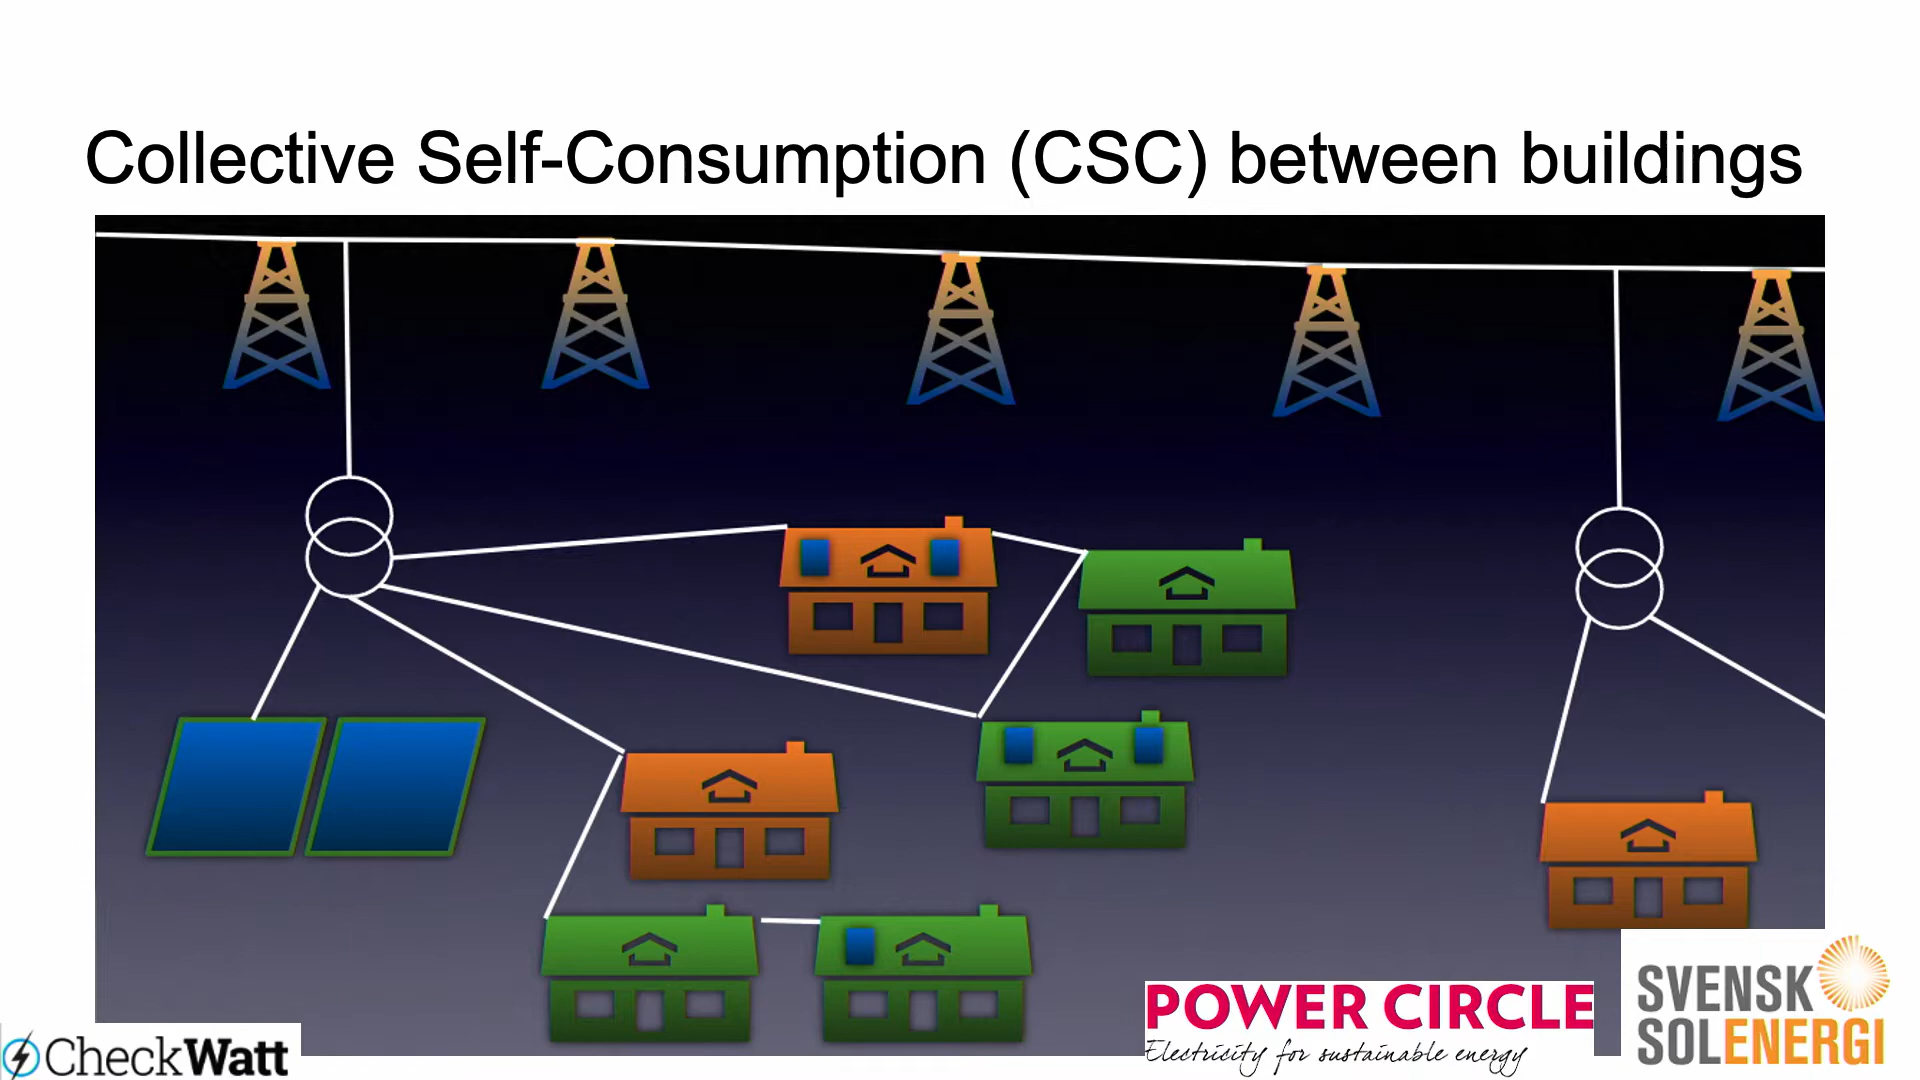 Collective Self-Consumption (CSC) between buildings
CheckWatt
POWER CIRCLE
Electricity for sustainable energy
SVENSK
SOLENERGI